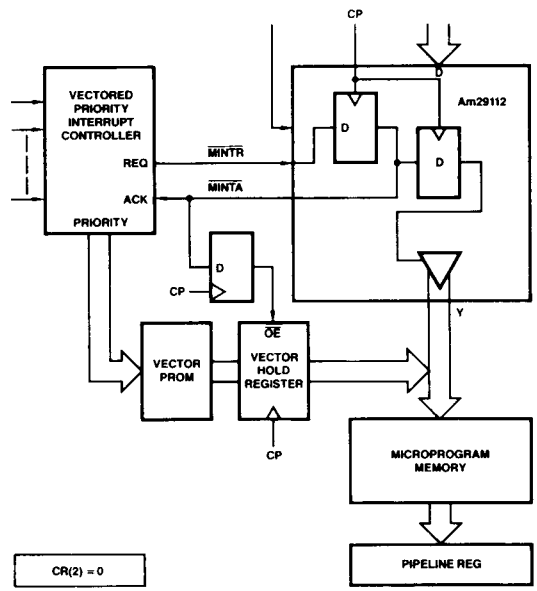 CP
D
Am29112
VECTORED
PRIORITY
INTERRUPT
CONTROLLER
REQ
MINTR
D
D
ACK
MINTA
PRIORITY
D
CP
Y
OE
VECTOR
PROM
VECTOR
HOLD
REGISTER
CP
MICROPROGRAM
MEMORY
CR(2) = 0
PIPELINE REG